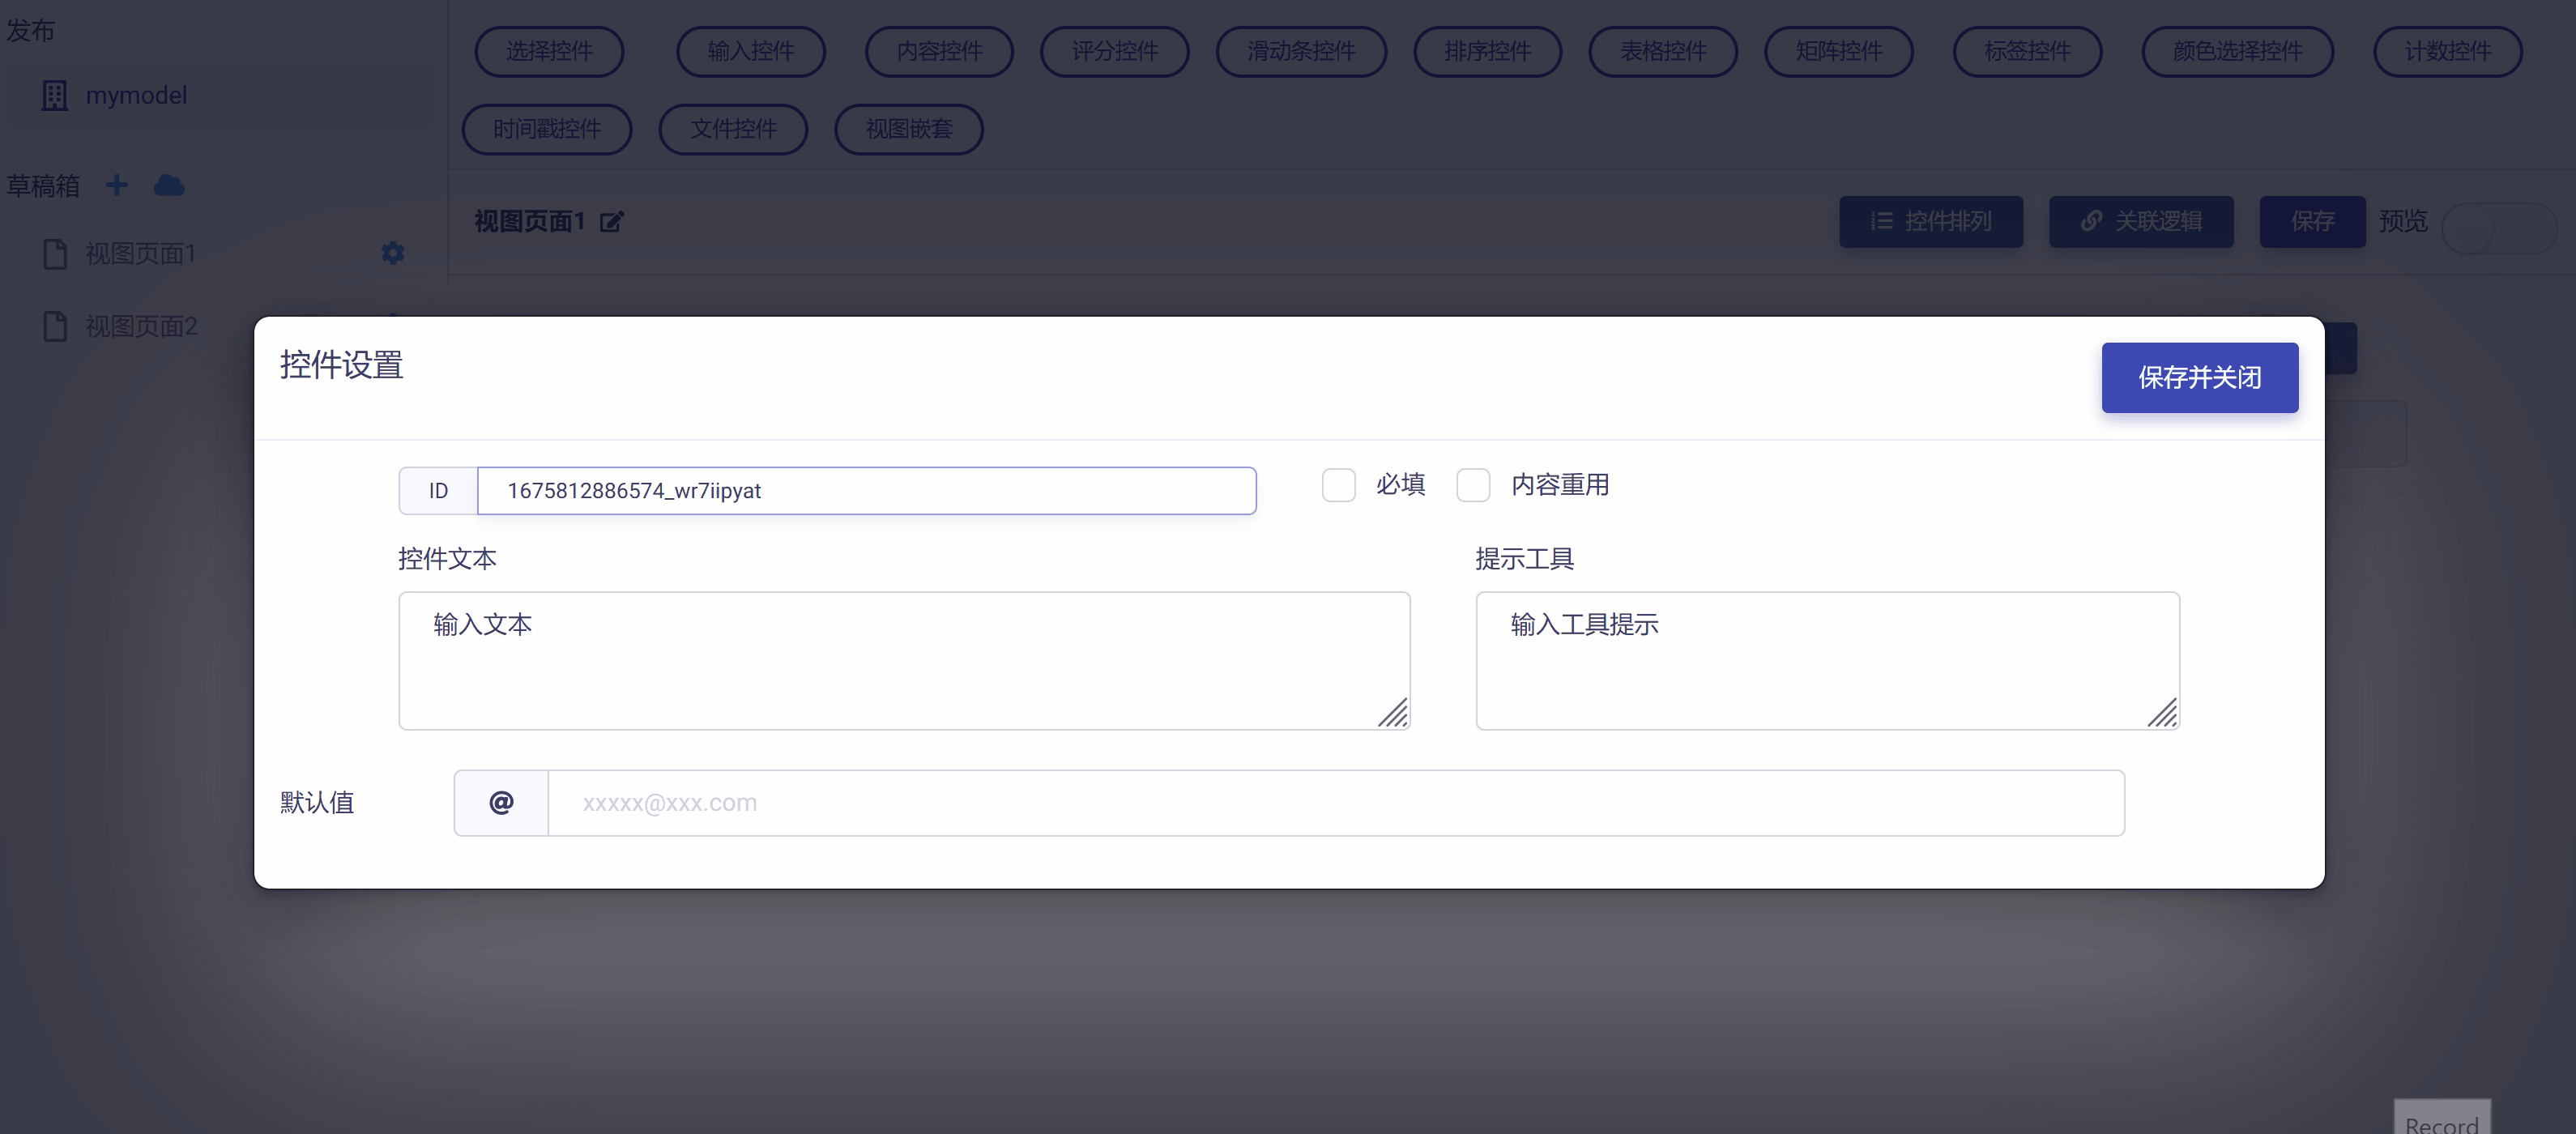 发布
mymodel
草稿箱
视图页面1
视图页面2
选择控件 输入控件 内容控件 评分控件 滑动条控件 排序控件 表格控件 矩阵控件 标签控件 颜色选择控件 计数控件
时间戳控件 文件控件 视图嵌套
视图页面1 控件排列 关联逻辑 保存 预览
控件设置 保存并关闭
ID 1675812886574_wr7iipyat 必填 内容重用
控件文本 提示工具
输入文本 输入工具提示
默认值 @ xxxxx@xxx.com
Record